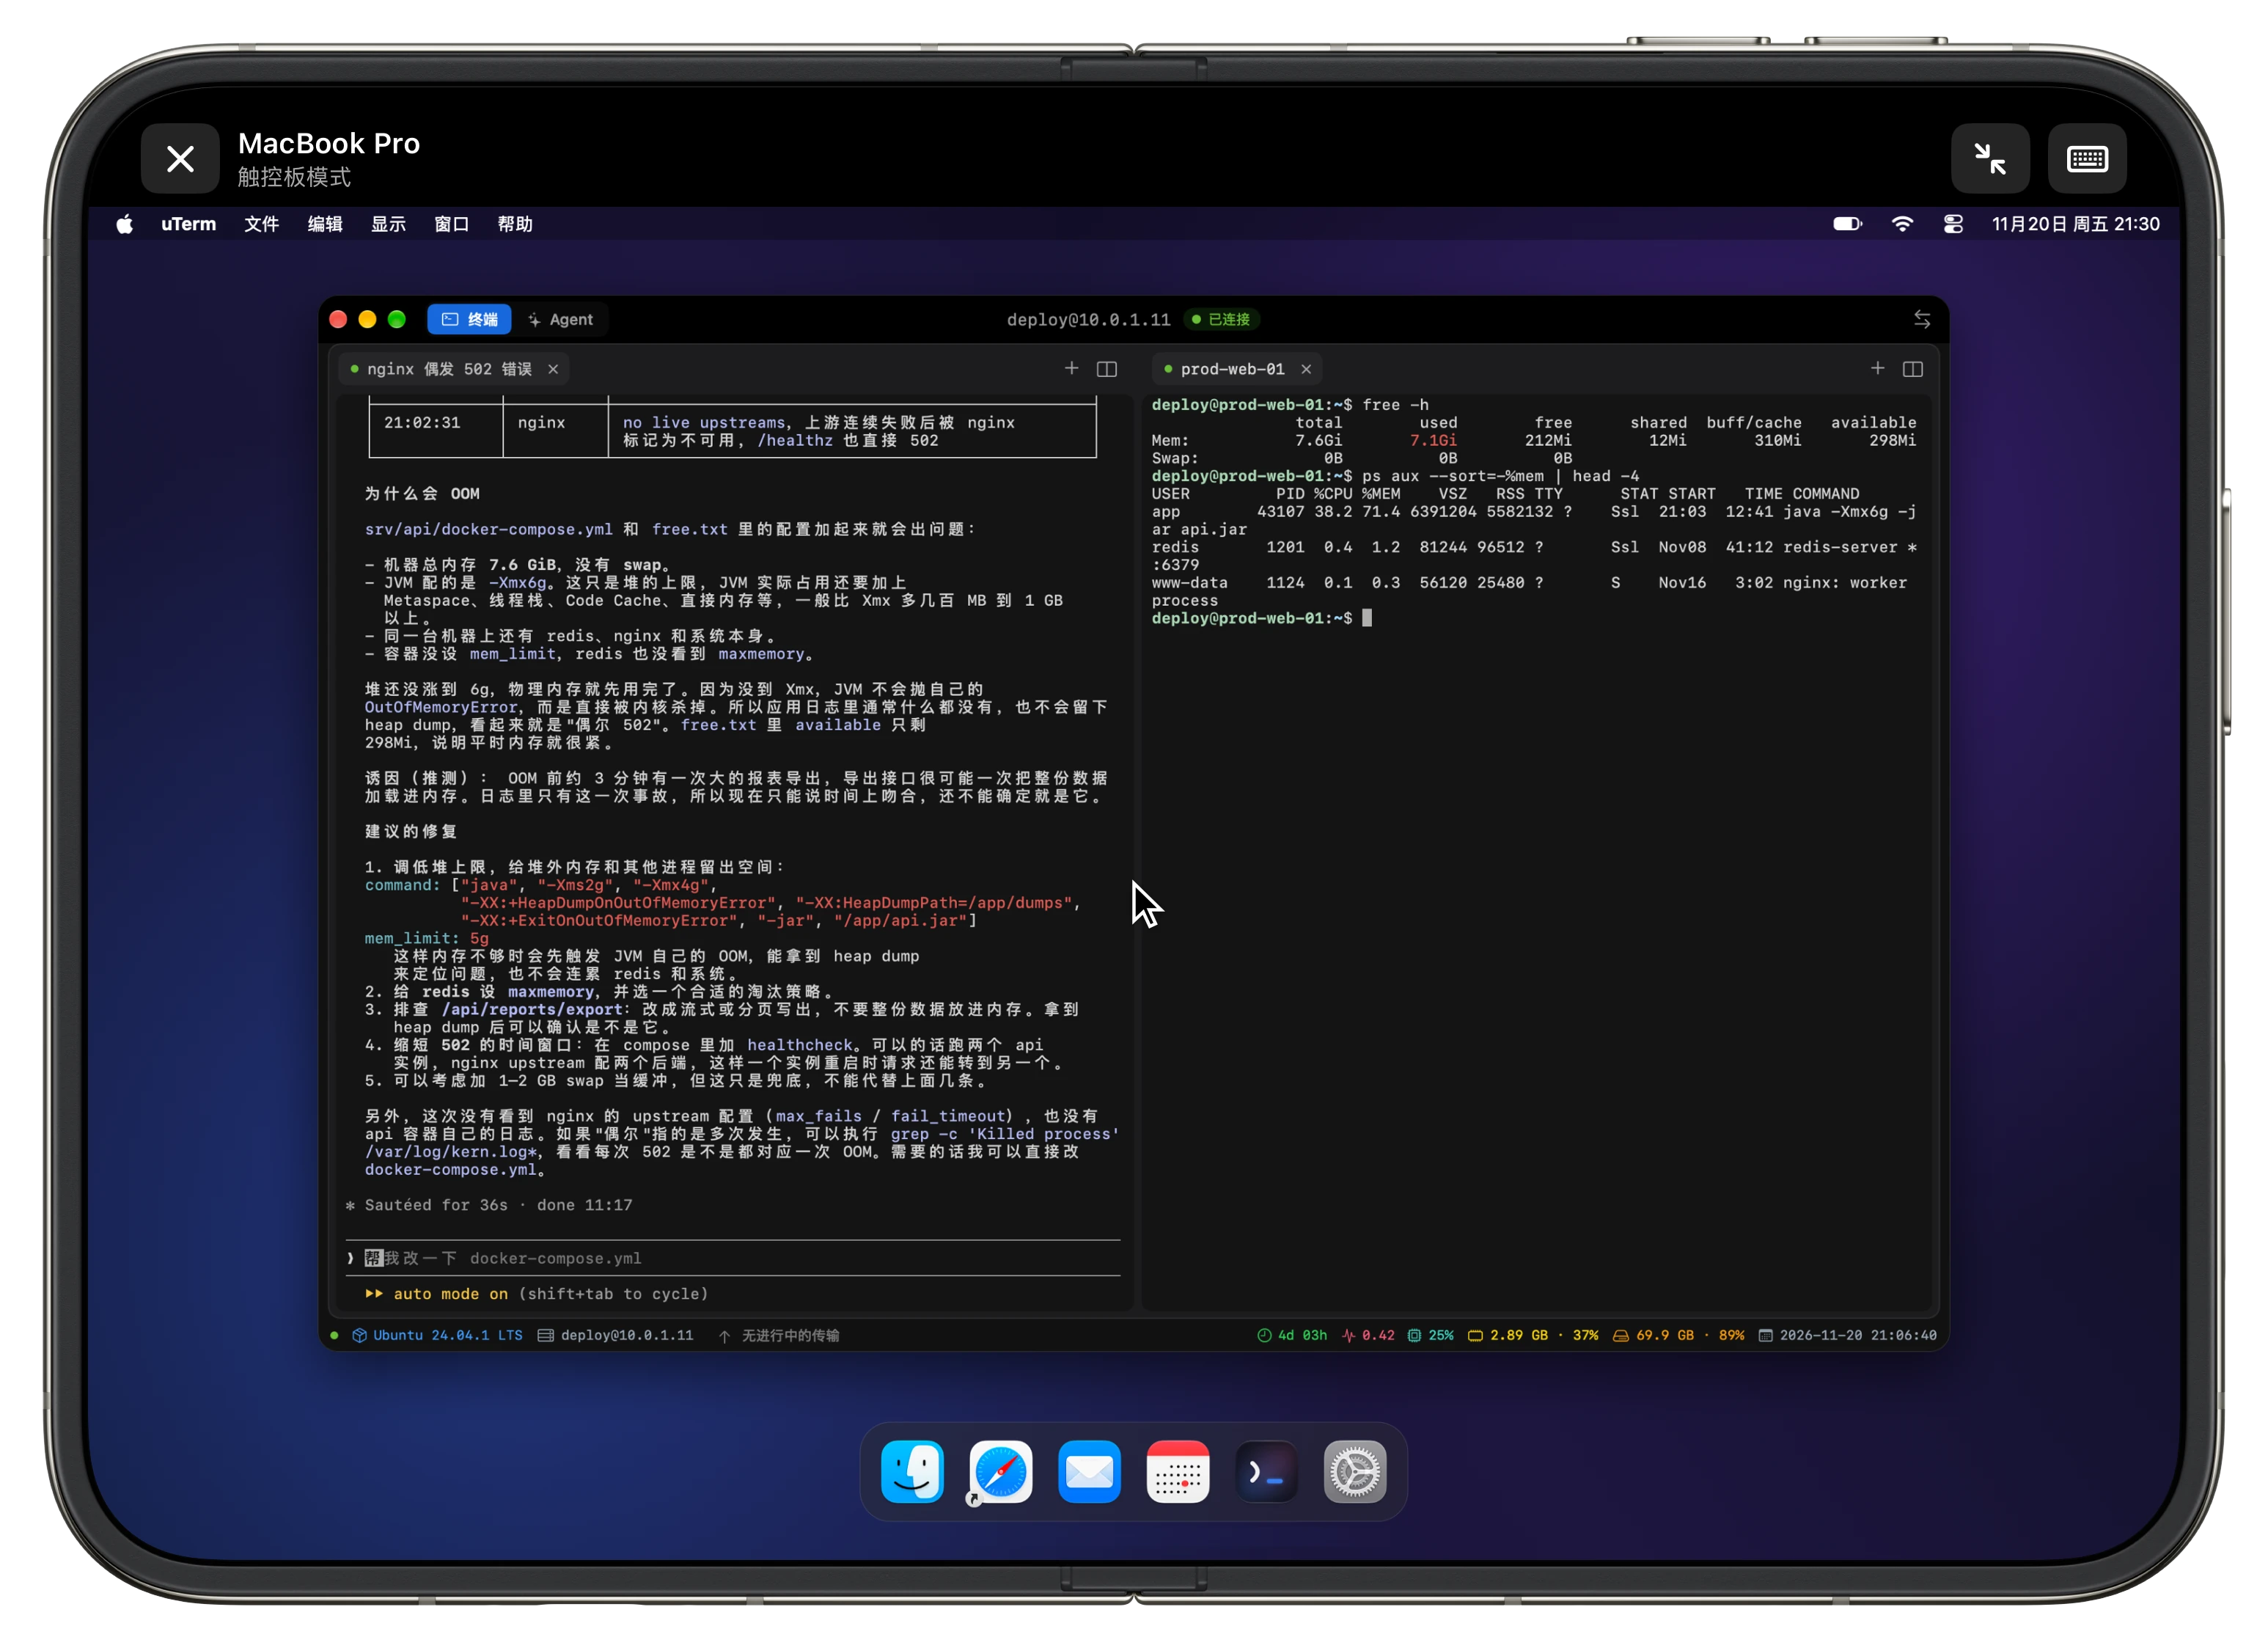 MacBook Pro
触控板模式
uTerm 文件 编辑 显示 窗口 帮助
11月20日 周五 21:30
终端 Agent
deploy@10.0.1.11 已连接
nginx 偶发 502 错误
21:02:31 nginx no live upstreams, 上游连续失败后被 nginx
标记为不可用, /healthz 也直接 502
为什么会 OOM
srv/api/docker-compose.yml 和 free.txt 里的配置加起来就会出问题:
- 机器总内存 7.6 GiB, 没有 swap。
- JVM 配的是 -Xmx6g。这只是堆的上限, JVM 实际占用还要加上
Metaspace、线程栈、Code Cache、直接内存等, 一般比 Xmx 多几百 MB 到 1 GB
以上。
- 同一台机器上还有 redis、nginx 和系统本身。
- 容器没设 mem_limit, redis 也没看到 maxmemory。
堆还没涨到 6g, 物理内存就先用完了。因为没到 Xmx, JVM 不会抛自己的
OutOfMemoryError, 而是直接被内核杀掉。所以应用日志里通常什么都没有, 也不会留下
heap dump, 看起来就是"偶尔 502"。free.txt 里 available 只剩
298Mi, 说明平时内存就很紧。
诱因 (推测) : OOM 前约 3 分钟有一次大的报表导出, 导出接口很可能一次把整份数据
加载进内存。日志里只有这一次事故, 所以现在只能说时间上吻合, 还不能确定就是它。
建议的修复
1. 调低堆上限, 给堆外内存和其他进程留出空间:
command: ["java", "-Xms2g", "-Xmx4g",
"-XX:+HeapDumpOnOutOfMemoryError", "-XX:HeapDumpPath=/app/dumps",
"-XX:+ExitOnOutOfMemoryError", "-jar", "/app/api.jar"]
mem_limit: 5g
这样内存不够时会先触发 JVM 自己的 OOM, 能拿到 heap dump
来定位问题, 也不会连累 redis 和系统。
2. 给 redis 设 maxmemory, 并选一个合适的淘汰策略。
3. 排查 /api/reports/export: 改成流式或分页写出, 不要整份数据放进内存。拿到
heap dump 后可以确认是不是它。
4. 缩短 502 的时间窗口: 在 compose 里加 healthcheck。可以的话跑两个 api
实例, nginx upstream 配两个后端, 这样一个实例重启时请求还能转到另一个。
5. 可以考虑加 1–2 GB swap 当缓冲, 但这只是兜底, 不能代替上面几条。
另外, 这次没有看到 nginx 的 upstream 配置 (max_fails / fail_timeout) , 也没有
api 容器自己的日志。如果"偶尔"指的是多次发生, 可以执行 grep -c 'Killed process'
/var/log/kern.log*, 看看每次 502 是不是都对应一次 OOM。需要的话我可以直接改
docker-compose.yml。
✻ Sautéed for 36s · done 11:17
❯ 帮我改一下 docker-compose.yml
⏵⏵ auto mode on (shift+tab to cycle)
prod-web-01
deploy@prod-web-01:~$ free -h
total used free shared buff/cache available
Mem: 7.6Gi 7.1Gi 212Mi 12Mi 310Mi 298Mi
Swap: 0B 0B 0B
deploy@prod-web-01:~$ ps aux --sort=-%mem | head -4
USER PID %CPU %MEM VSZ RSS TTY STAT START TIME COMMAND
app 43107 38.2 71.4 6391204 5582132 ? Ssl 21:03 12:41 java -Xmx6g -j
ar api.jar
redis 1201 0.4 1.2 81244 96512 ? Ssl Nov08 41:12 redis-server *
:6379
www-data 1124 0.1 0.3 56120 25480 ? S Nov16 3:02 nginx: worker
process
deploy@prod-web-01:~$
Ubuntu 24.04.1 LTS deploy@10.0.1.11 ↑ 无进行中的传输
4d 03h 0.42 25% 2.89 GB · 37% 69.9 GB · 89% 2026-11-20 21:06:40